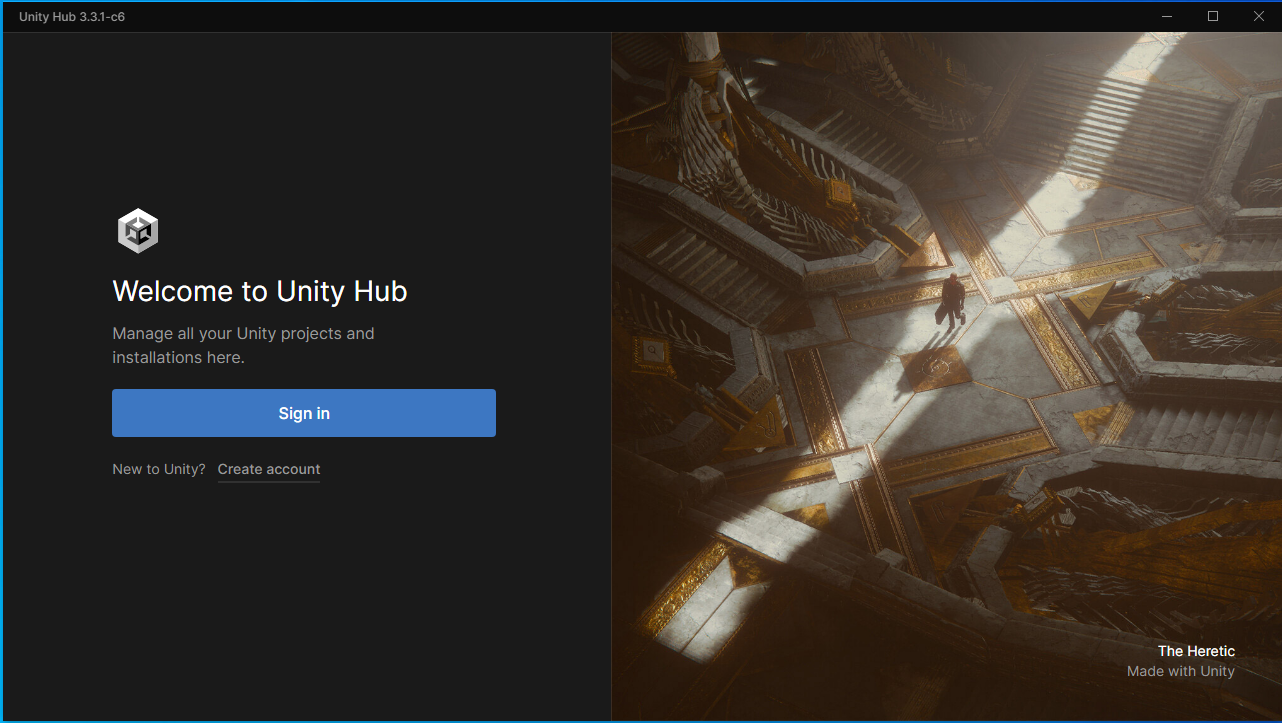 Unity Hub 3.3.1-c6
Welcome to Unity Hub
Manage all your Unity projects and
installations here.
Sign in
New to Unity? Create account
The Heretic
Made with Unity